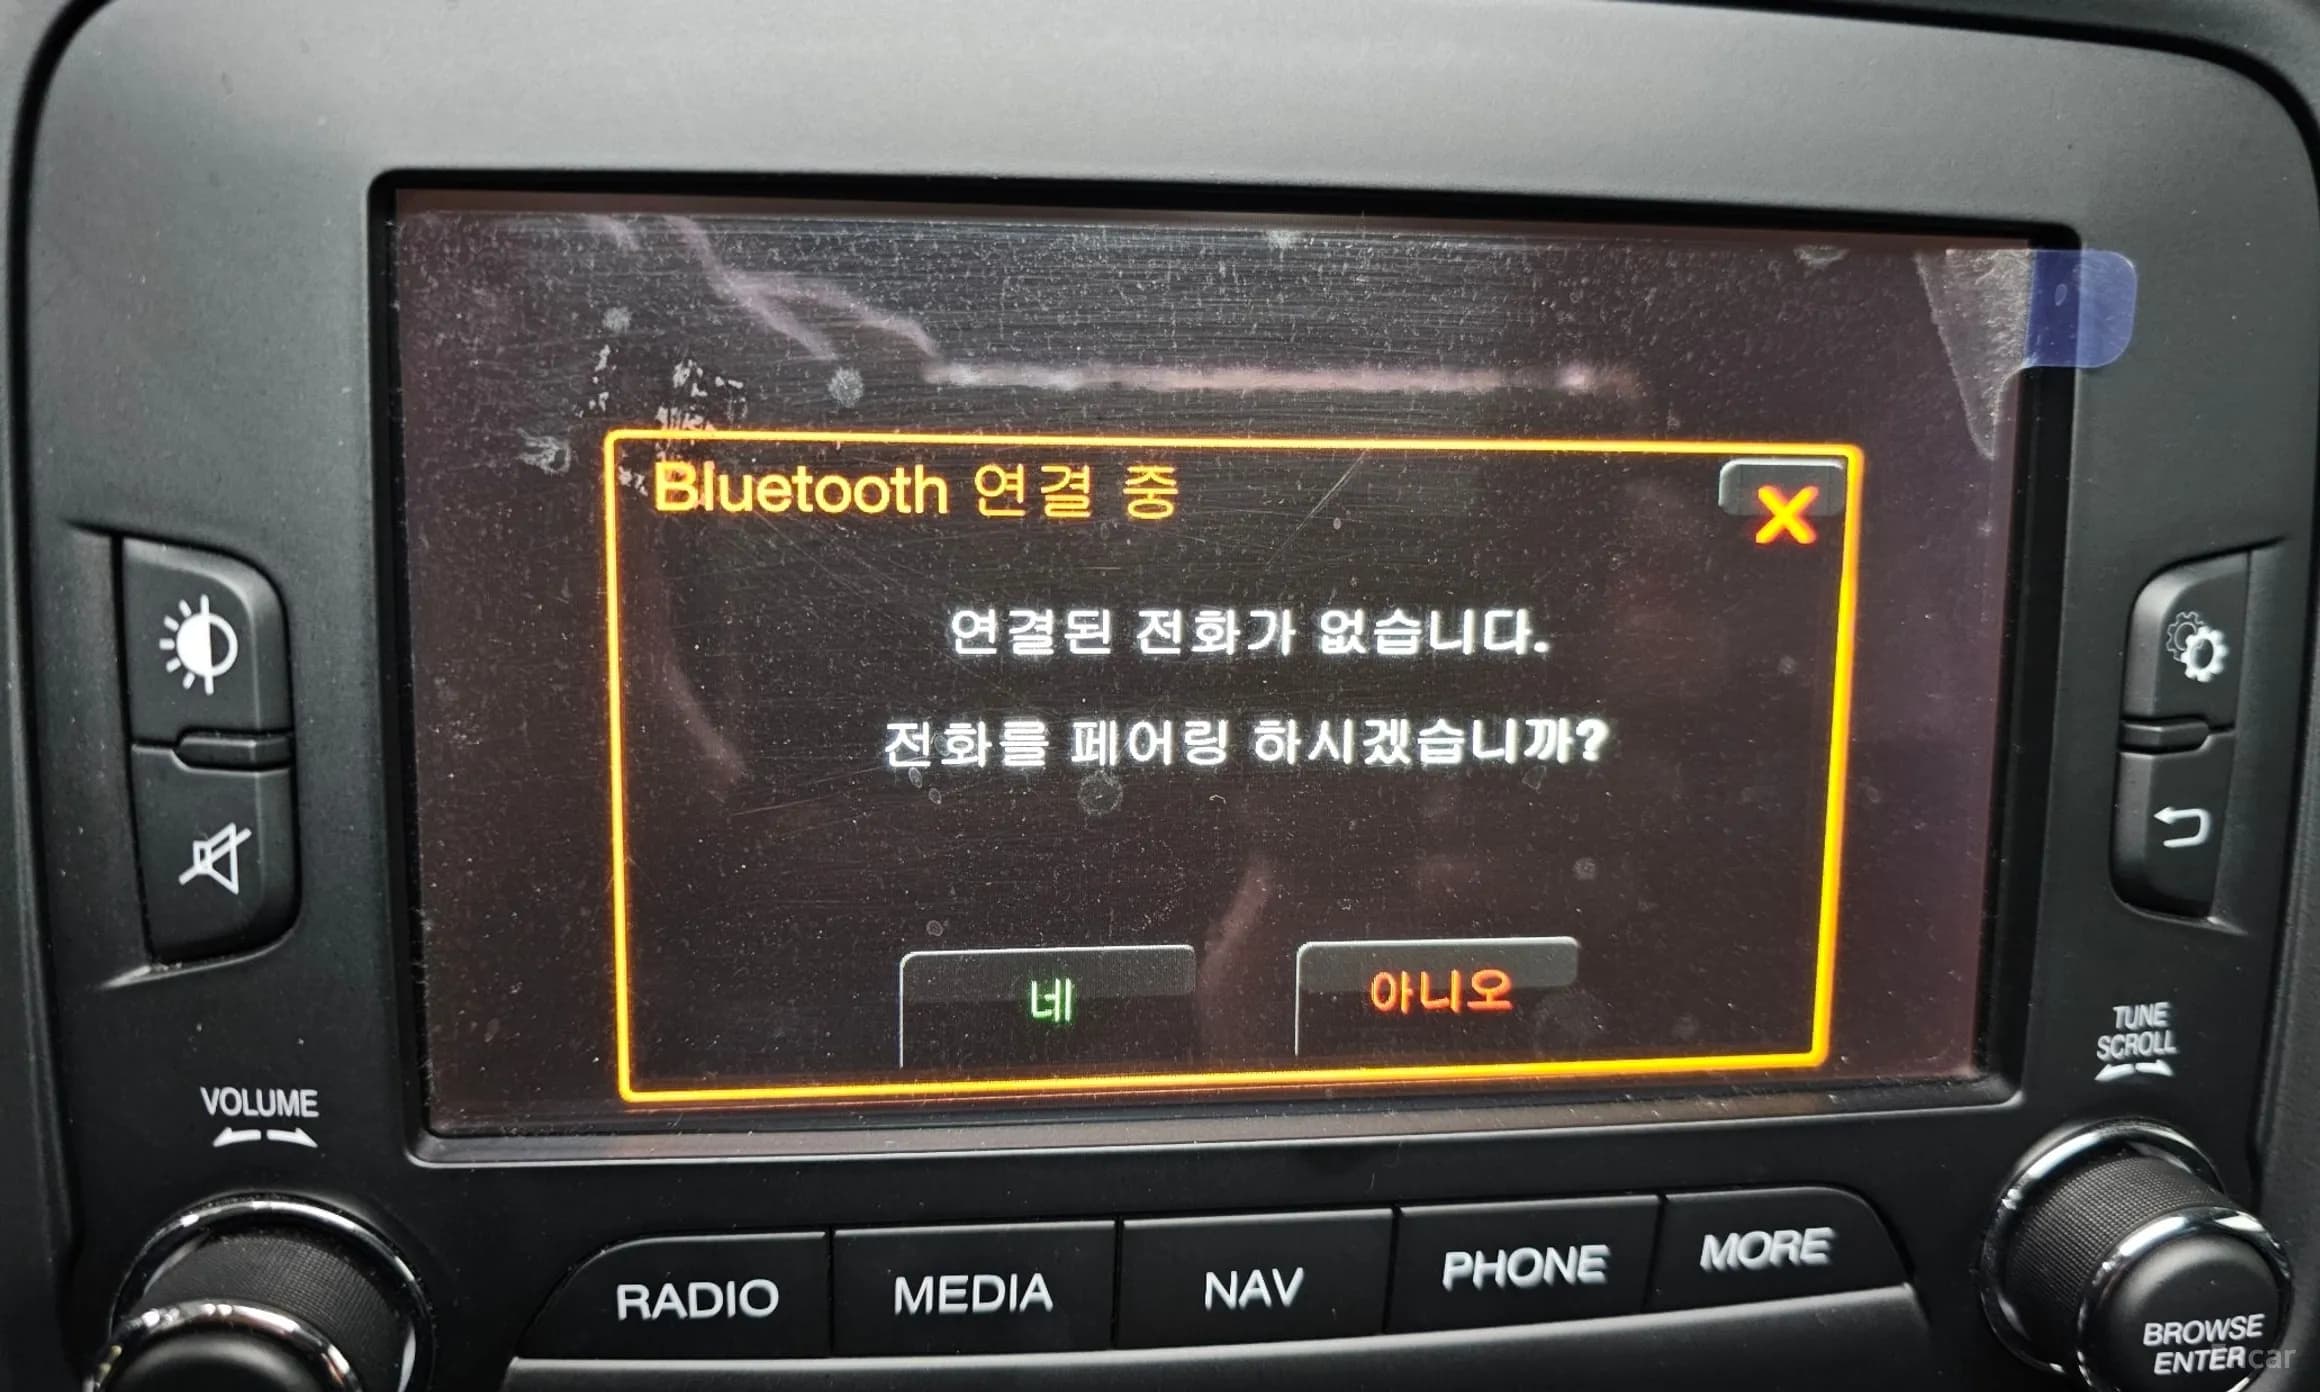 Bluetooth 연결 중
연결된 전화가 없습니다.
전화를 페어링 하시겠습니까?
네
아니오
VOLUME
TUNE
SCROLL
RADIO
MEDIA
NAV
PHONE
MORE
BROWSE
ENTER
car